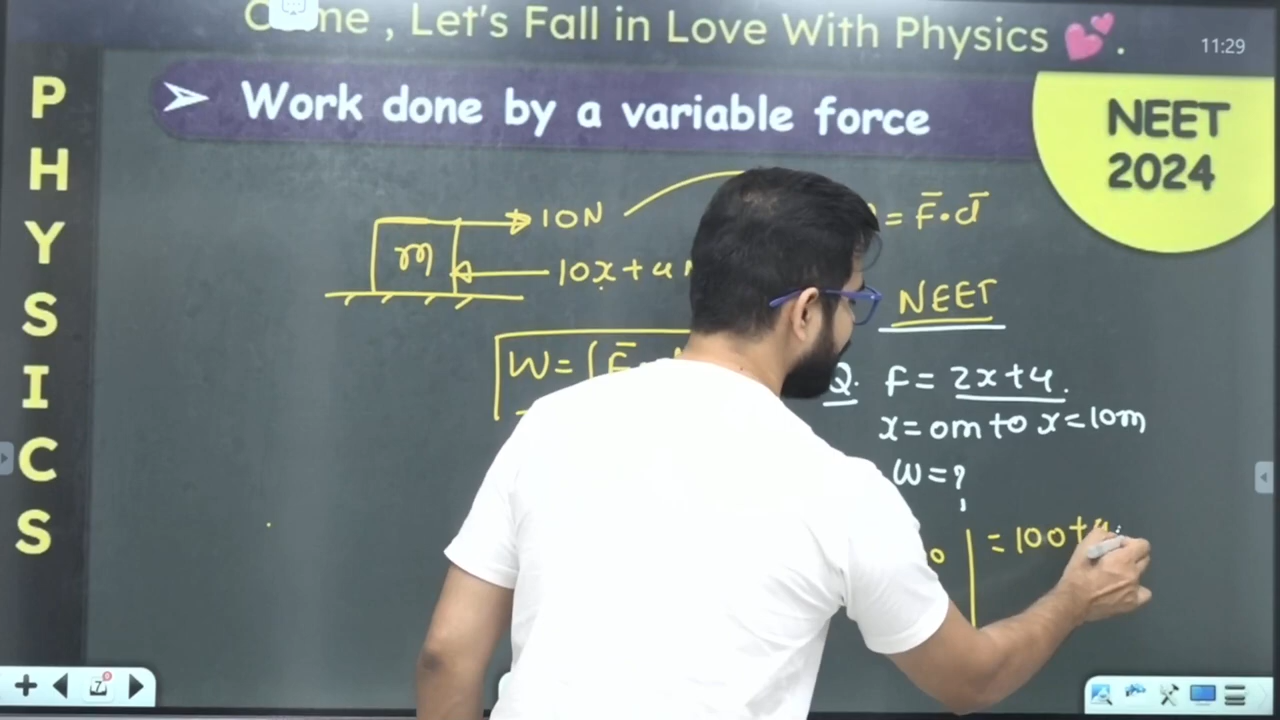 Let's Fall in Love With Physics 💕.
11:29
PHYSICS
➢ Work done by a variable force
NEET
2024
10N
= F̄·d̄
m
10x+4
NEET
W=∫F̄
Q. F = 2x+4.
x=0m to x=10m
W=?
=100+4